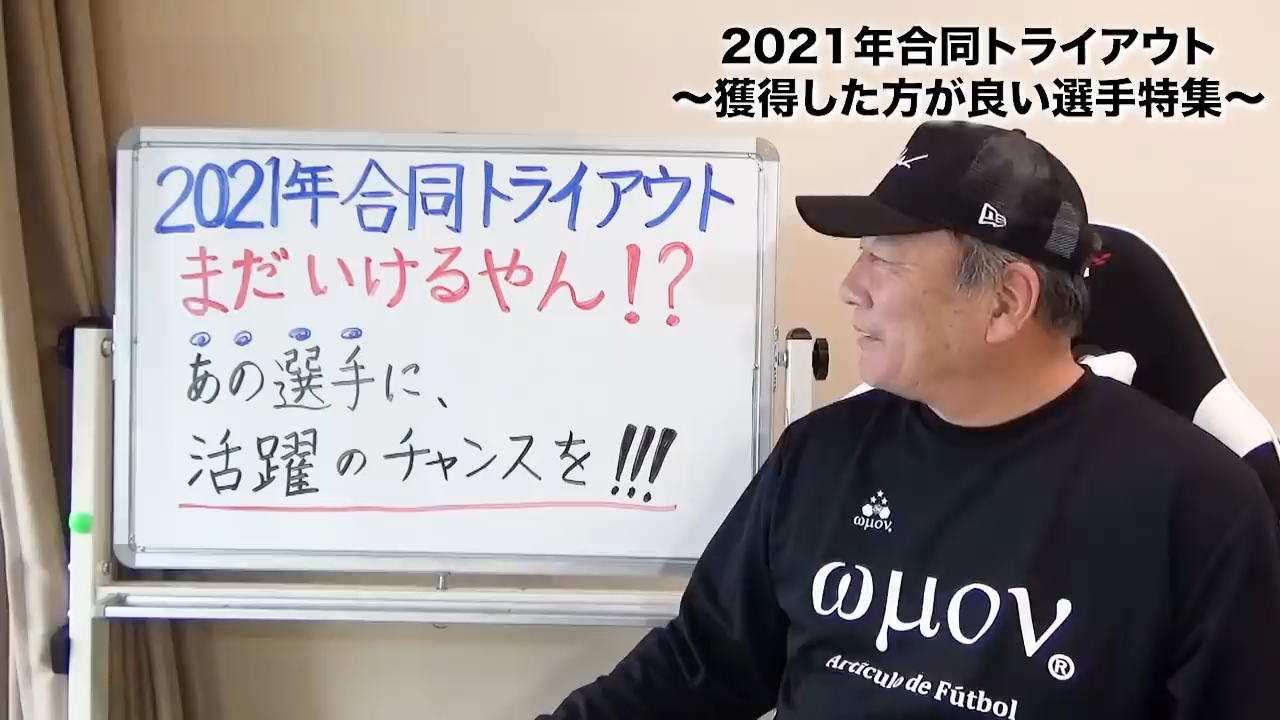 2021年合同トライアウト
～獲得した方が良い選手特集～
2021年合同トライアウト
まだいけるやん!?
あの選手に、
活躍のチャンスを!!!
ωμον
ωμον®
Artículo de Fútbol